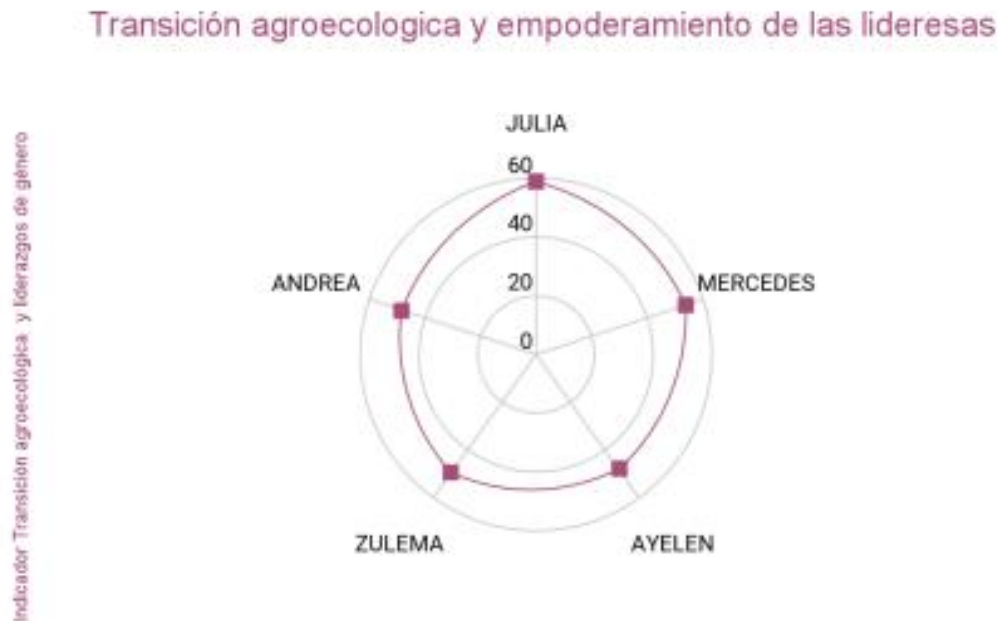 Transición agroecologica y empoderamiento de las lideresas
Indicador Transición agroecológica y liderazgos de género
JULIA
60
40
20
0
ANDREA
MERCEDES
ZULEMA
AYELEN